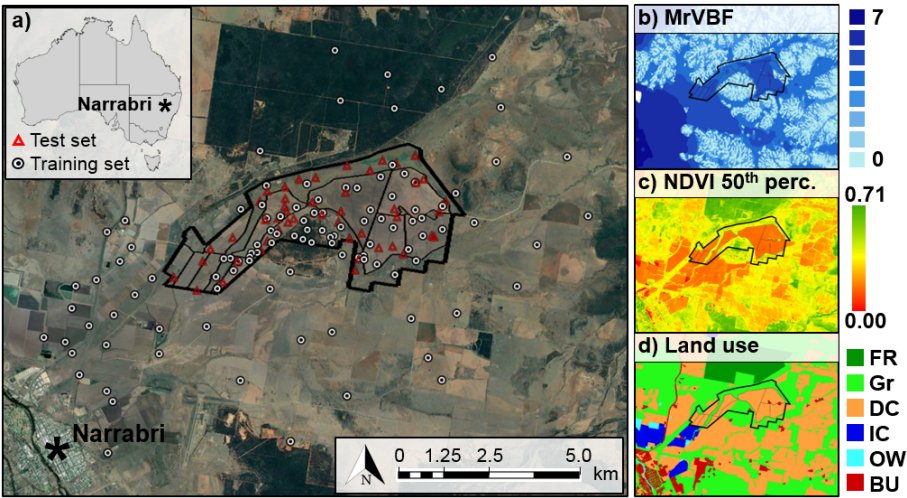 a)
Narrabri *
Test set
Training set
Narrabri
*
N
0 1.25 2.5 5.0
km
b) MrVBF
7
0
c) NDVI 50th perc.
0.71
0.00
d) Land use
FR
Gr
DC
IC
OW
BU